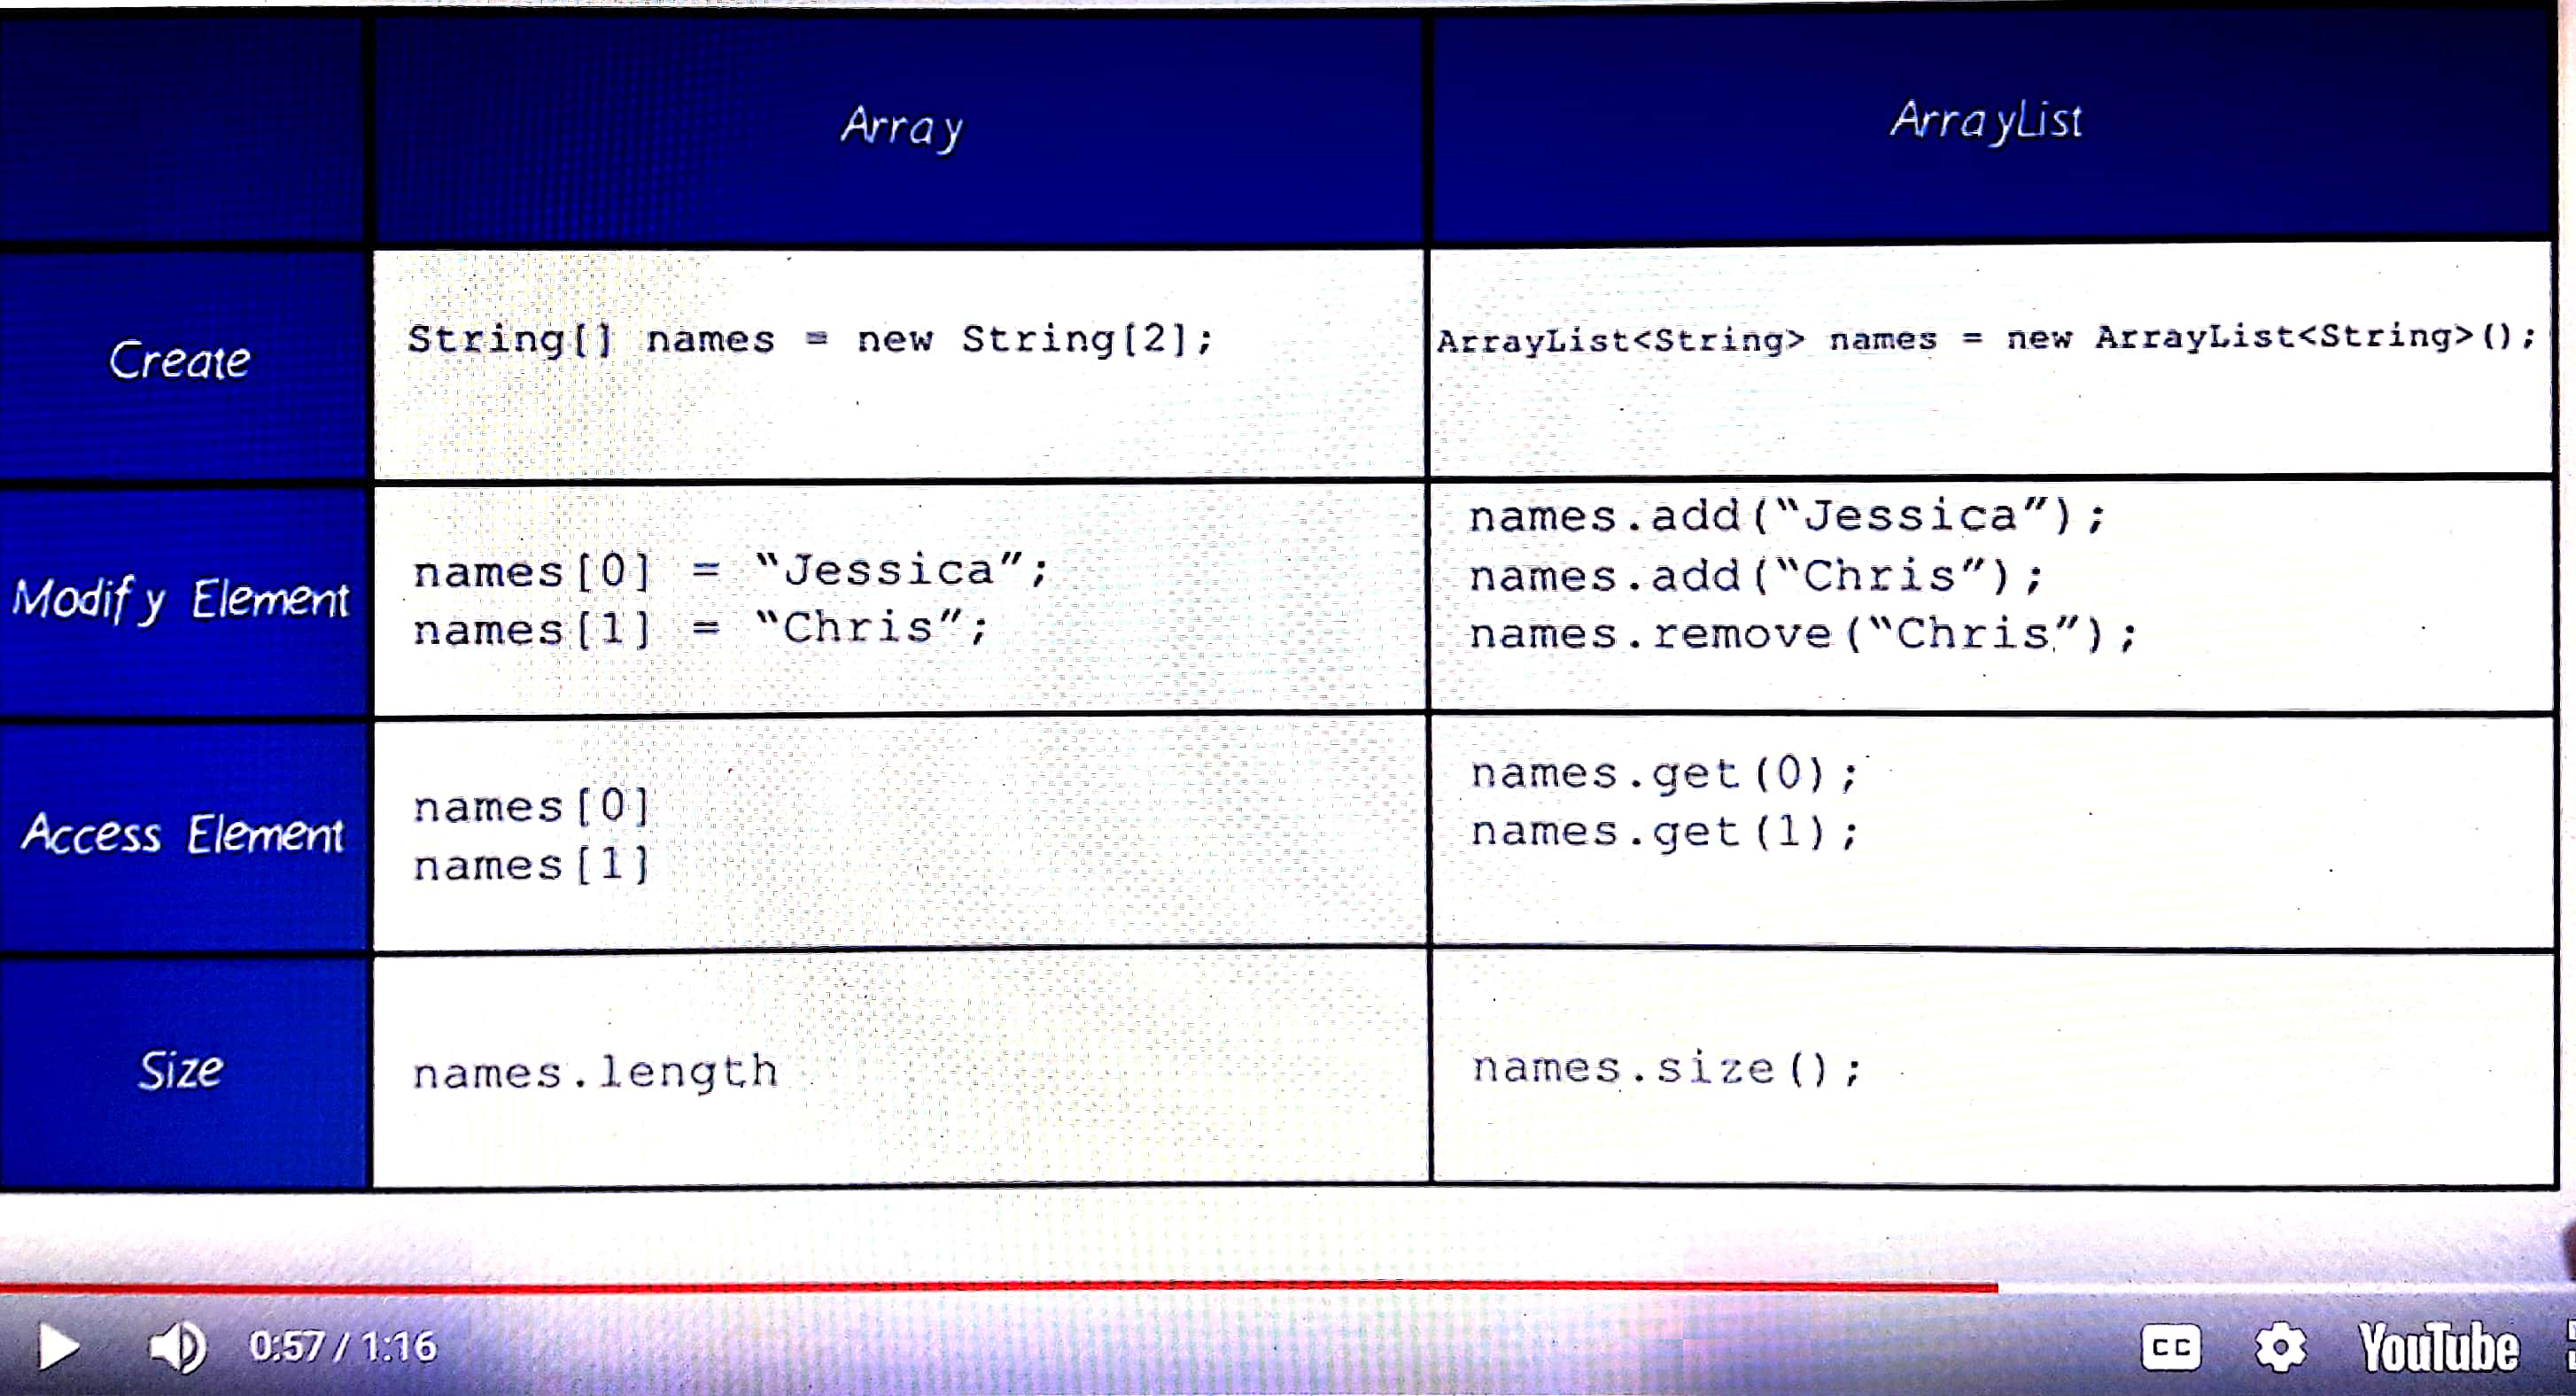 Array
ArrayList
Create
String[] names = new String[2];
ArrayList<String> names = new ArrayList<String>();
Modify Element
names[0] = “Jessica”;
names[1] = “Chris”;
names.add(“Jessica”);
names.add(“Chris”);
names.remove(“Chris”);
Access Element
names[0]
names[1]
names.get(0);
names.get(1);
Size
names.length
names.size();
0:57 / 1:16
CC
YouTube